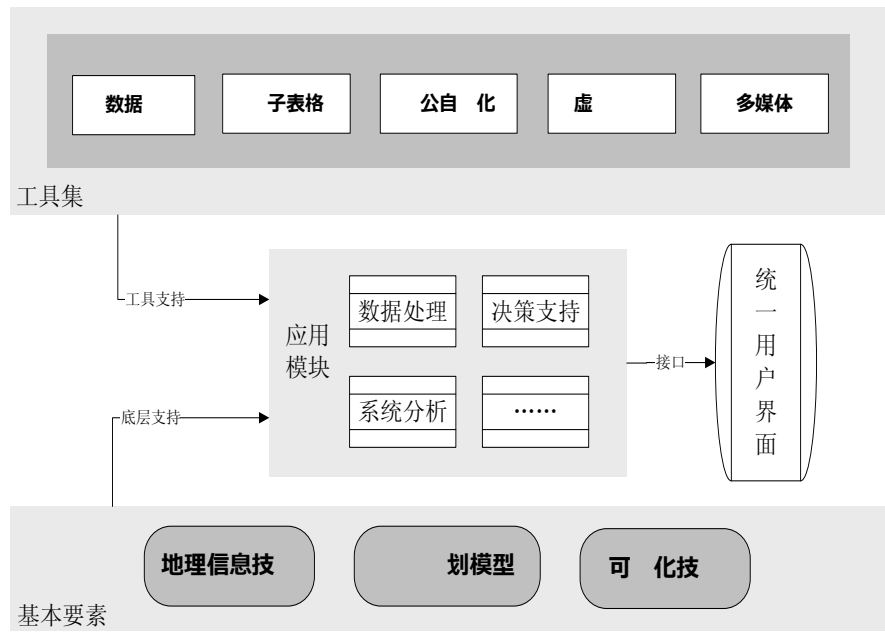 数据
子表格
公自 化
虚
多媒体
工具集
工具支持
应用
模块
数据处理
决策支持
系统分析
……
底层支持
接口
统
一
用
户
界
面
地理信息技
划模型
可 化技
基本要素